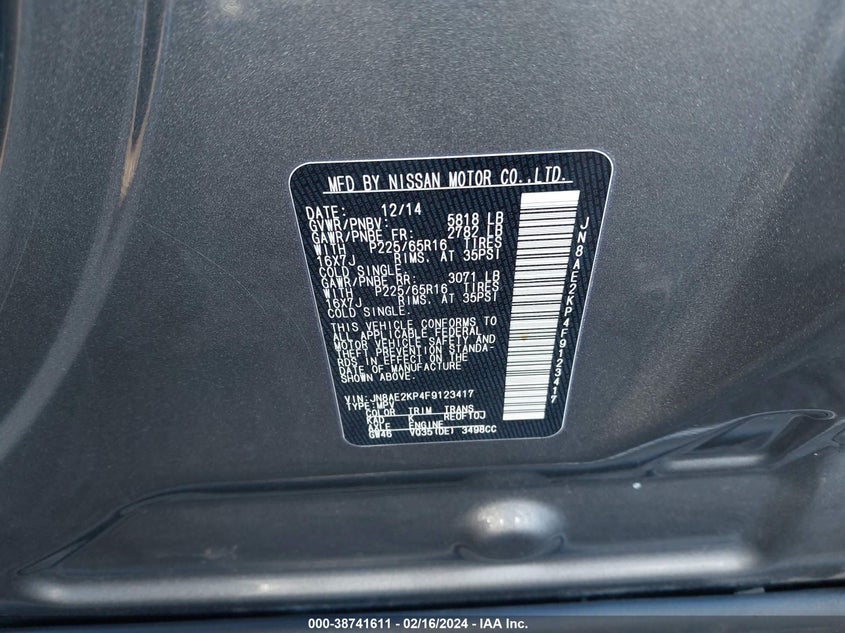 MFD BY NISSAN MOTOR CO.,LTD.
DATE: 12/14
GVWR/PNBV: 5818 LB
GAWR/PNBE FR: 2782 LB
WITH P225/65R16 TIRES
16X7J RIMS. AT 35PSI
COLD SINGLE.
GAWR/PNBE RR: 3071 LB
WITH P225/65R16 TIRES
16X7J RIMS. AT 35PSI
COLD SINGLE.
THIS VEHICLE CONFORMS TO
ALL APPLICABLE FEDERAL
MOTOR VEHICLE SAFETY AND
THEFT PREVENTION STANDA-
RDS IN EFFECT ON THE
DATE OF MANUFACTURE
SHOWN ABOVE.
VIN:JN8AE2KP4F9123417
TYPE:MPV
COLOR TRIM TRANS
KAD K RE0F10J
AXLE ENGINE
GW46 VQ35(DE) 3498CC
JN8AE2KP4F9123417
000-38741611 - 02/16/2024 - IAA Inc.